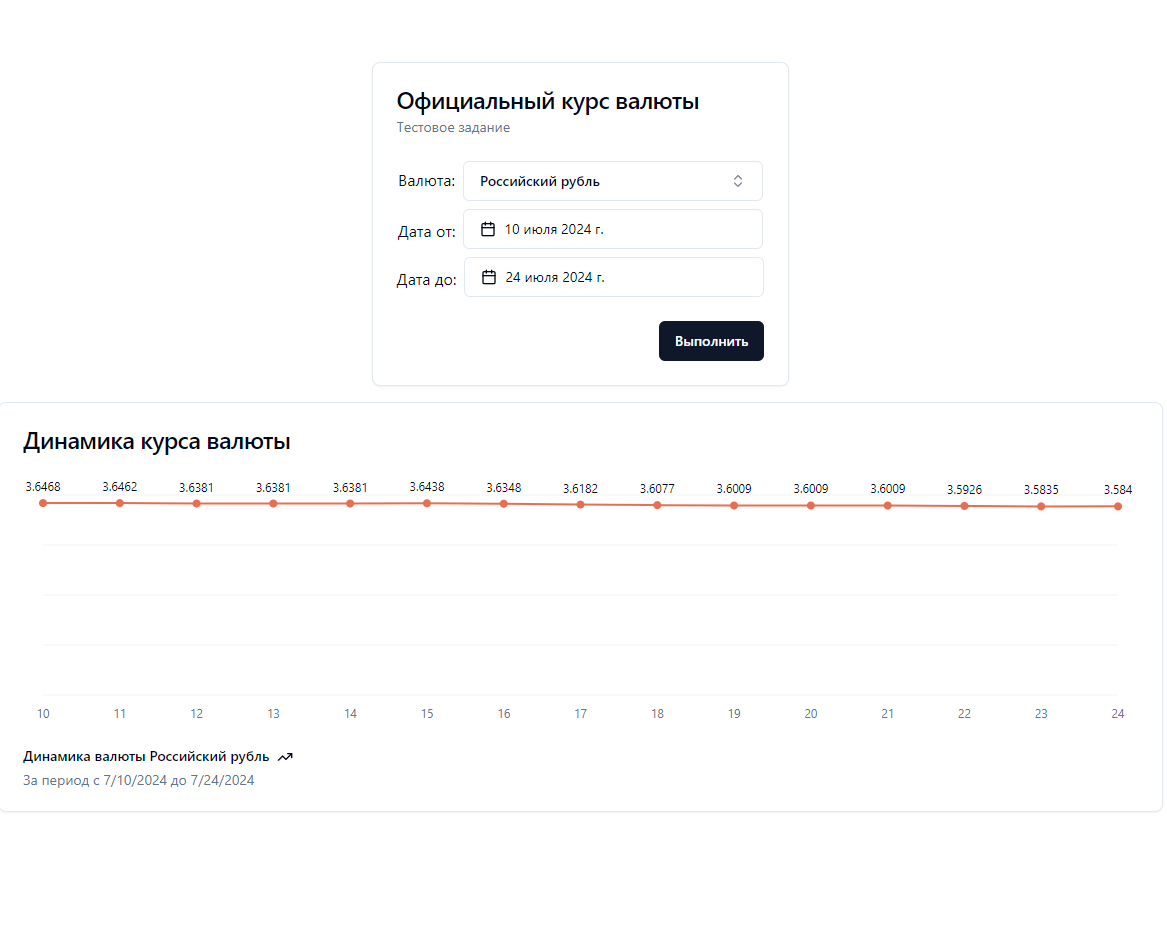 Официальный курс валюты
Тестовое задание
Валюта: Российский рубль
Дата от: 10 июля 2024 г.
Дата до: 24 июля 2024 г.
Выполнить
Динамика курса валюты
3.6468 3.6462 3.6381 3.6381 3.6381 3.6438 3.6348 3.6182 3.6077 3.6009 3.6009 3.6009 3.5926 3.5835 3.584
10 11 12 13 14 15 16 17 18 19 20 21 22 23 24
Динамика валюты Российский рубль
За период с 7/10/2024 до 7/24/2024